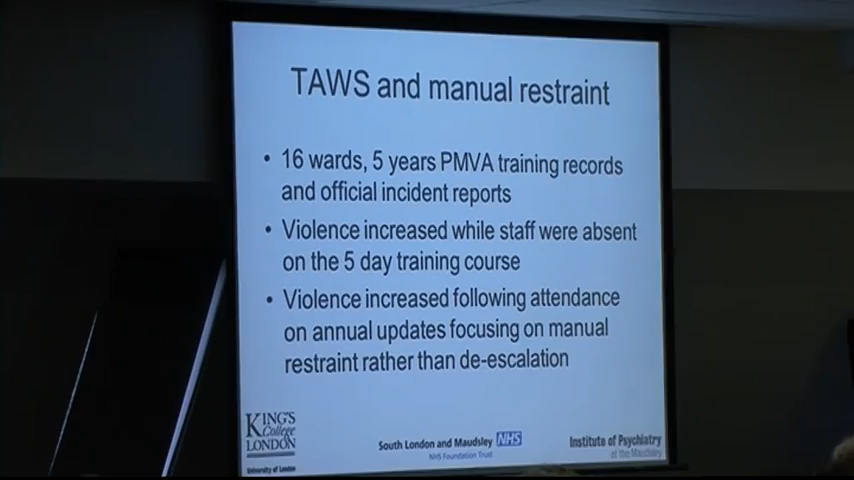 TAWS and manual restraint
• 16 wards, 5 years PMVA training records
and official incident reports
• Violence increased while staff were absent
on the 5 day training course
• Violence increased following attendance
on annual updates focusing on manual
restraint rather than de-escalation
KING'S
College
LONDON
University of London
South London and Maudsley NHS
NHS Foundation Trust
Institute of Psychiatry
at the Maudsley